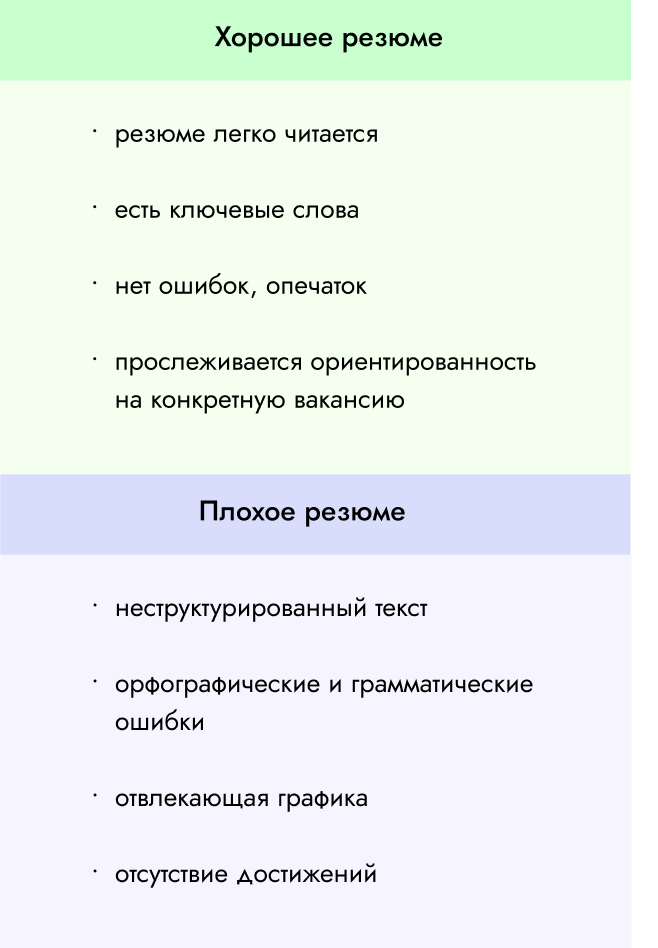 Хорошее резюме
· резюме легко читается
· есть ключевые слова
· нет ошибок, опечаток
· прослеживается ориентированность
на конкретную вакансию
Плохое резюме
· неструктурированный текст
· орфографические и грамматические
ошибки
· отвлекающая графика
· отсутствие достижений